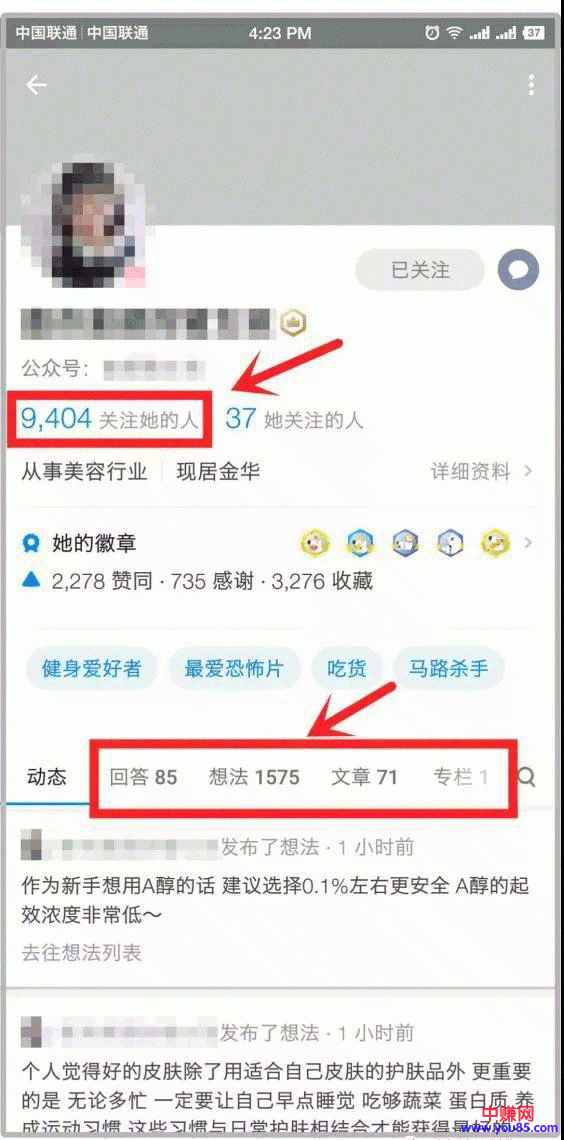 中国联通 中国联通 4:23 PM 37
已关注
公众号：
9,404 关注她的人 37 她关注的人
从事美容行业 现居金华 详细资料
她的徽章
2,278 赞同 · 735 感谢 · 3,276 收藏
健身爱好者 最爱恐怖片 吃货 马路杀手
动态 回答 85 想法 1575 文章 71 专栏 1
发布了想法 · 1 小时前
作为新手想用A醇的话 建议选择0.1%左右更安全 A醇的起
效浓度非常低～
去往想法列表
发布了想法 · 1 小时前
个人觉得好的皮肤除了用适合自己皮肤的护肤品外 更重要
的是 无论多忙 一定要让自己早点睡觉 吃够蔬菜 蛋白质 养
成运动习惯 这些习惯与日常护肤相结合才能获得最好的
中赚网
www.you85.com